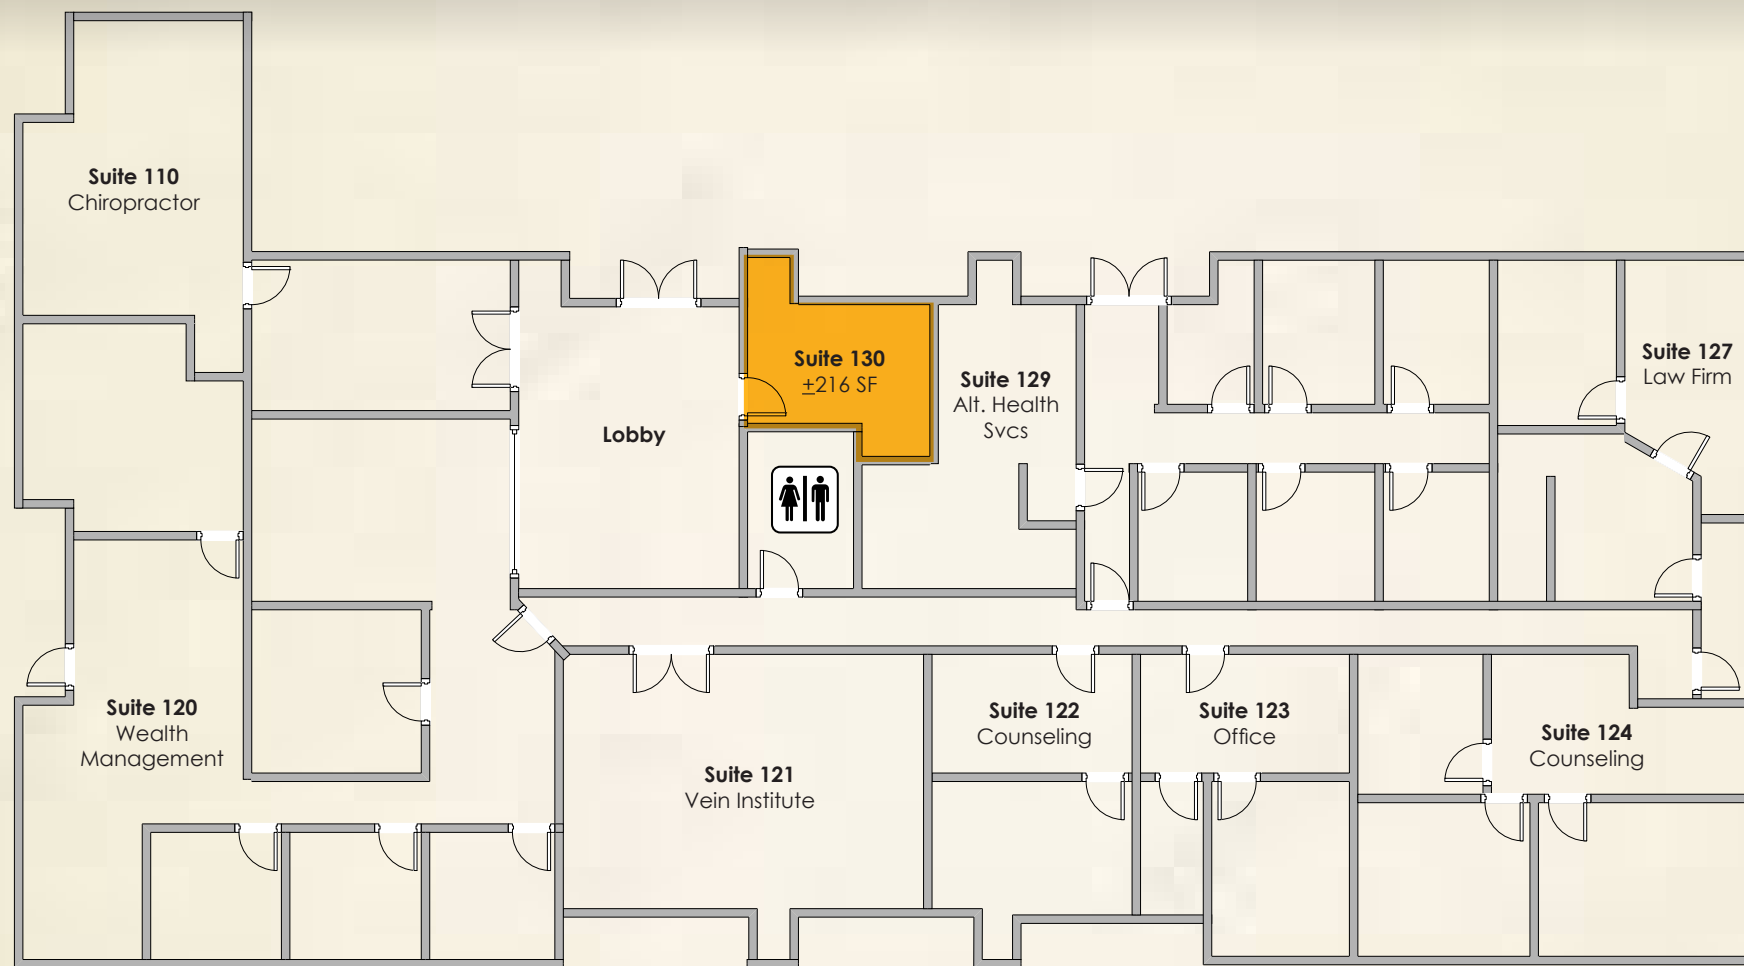 Suite 110
Chiropractor
Suite 130
±216 SF
Suite 129
Alt. Health
Svcs
Suite 127
Law Firm
Lobby
Suite 120
Wealth
Management
Suite 121
Vein Institute
Suite 122
Counseling
Suite 123
Office
Suite 124
Counseling